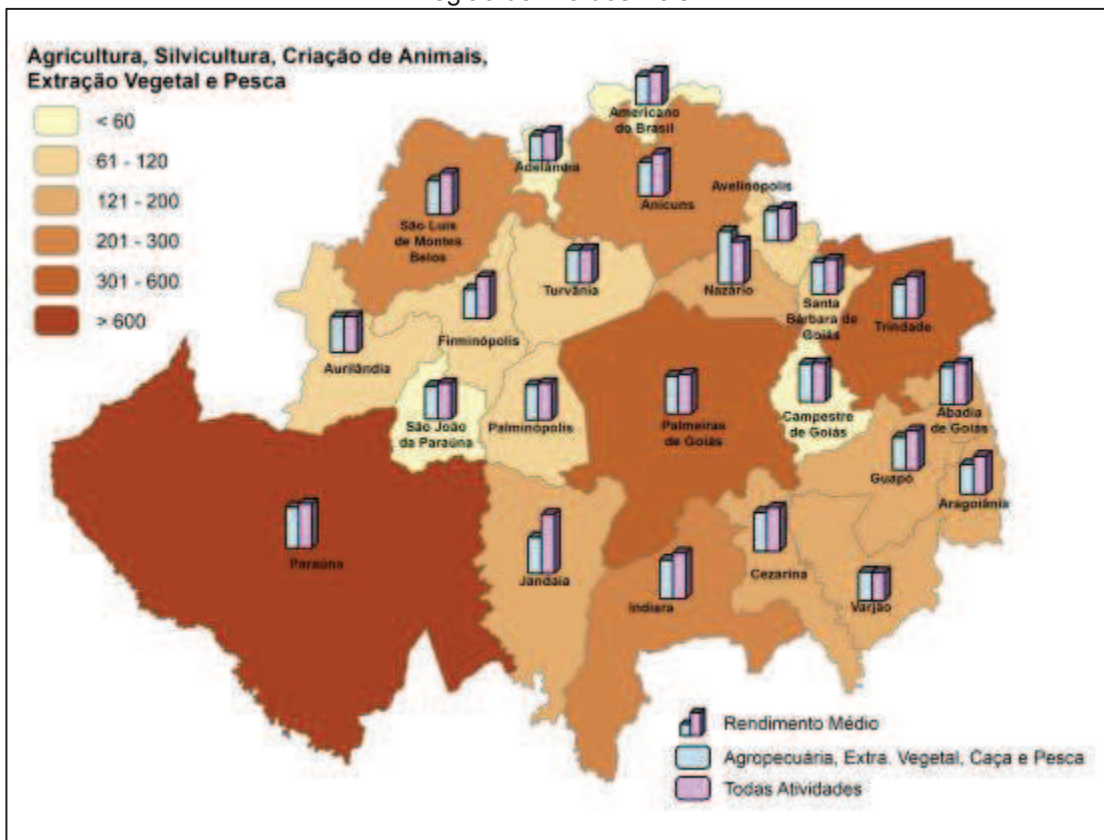 Agricultura, Silvicultura, Criação de Animais,
Extração Vegetal e Pesca
< 60
61 - 120
121 - 200
201 - 300
301 - 600
> 600
Americano
do Brasil
Adelândia
Anicuns
Avelinópolis
São Luis
de Montes
Belos
Turvânia
Nazário
Santa
Bárbara de
Goiás
Trindade
Firminópolis
Aurilândia
São João
da Paraúna
Palminópolis
Palmeiras
de Goiás
Campestre
de Goiás
Abadia
de Goiás
Guapó
Aragoiânia
Paraúna
Jandaia
Indiara
Cezarina
Varjão
Rendimento Médio
Agropecuária, Extra. Vegetal, Caça e Pesca
Todas Atividades